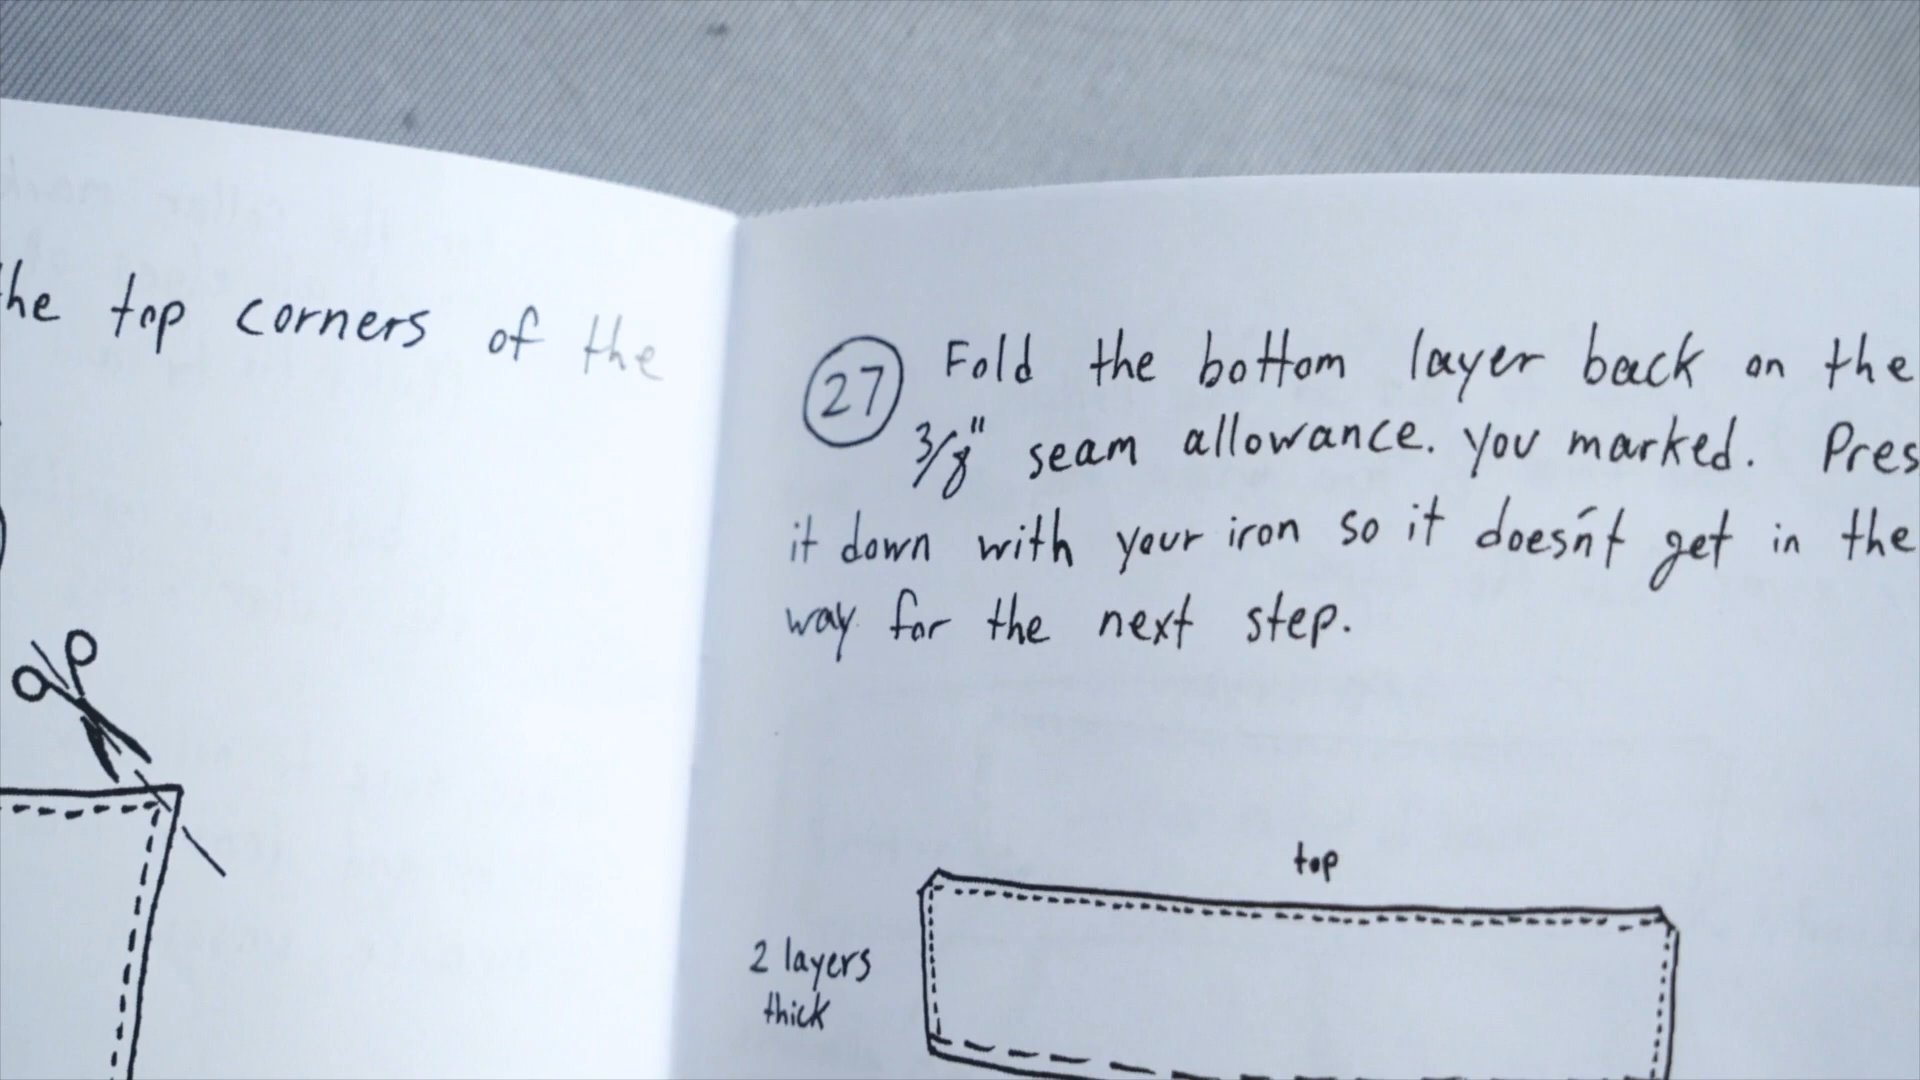 the top corners of the
27 Fold the bottom layer back on the
3/8" seam allowance. you marked. Pres
it down with your iron so it doesn't get in the
way for the next step.
top
2 layers
thick